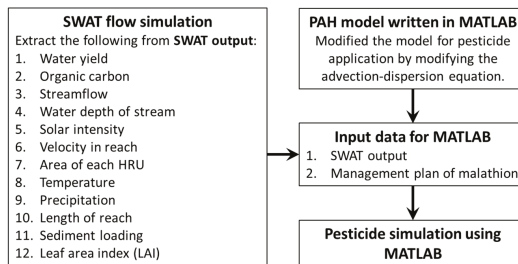 SWAT flow simulation
Extract the following from SWAT output:
1. Water yield
2. Organic carbon
3. Streamflow
4. Water depth of stream
5. Solar intensity
6. Velocity in reach
7. Area of each HRU
8. Temperature
9. Precipitation
10. Length of reach
11. Sediment loading
12. Leaf area index (LAI)
PAH model written in MATLAB
Modified the model for pesticide
application by modifying the
advection-dispersion equation.
Input data for MATLAB
1. SWAT output
2. Management plan of malathion
Pesticide simulation using
MATLAB